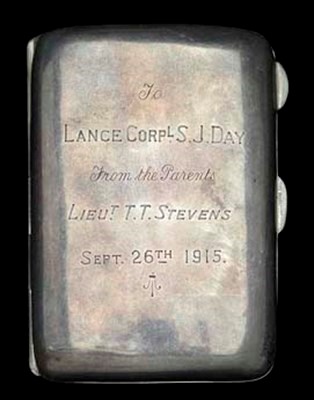 To
LANCE CORPL S.J. DAY
From the Parents
LIEUT T.T. STEVENS
SEPT. 26TH 1915.